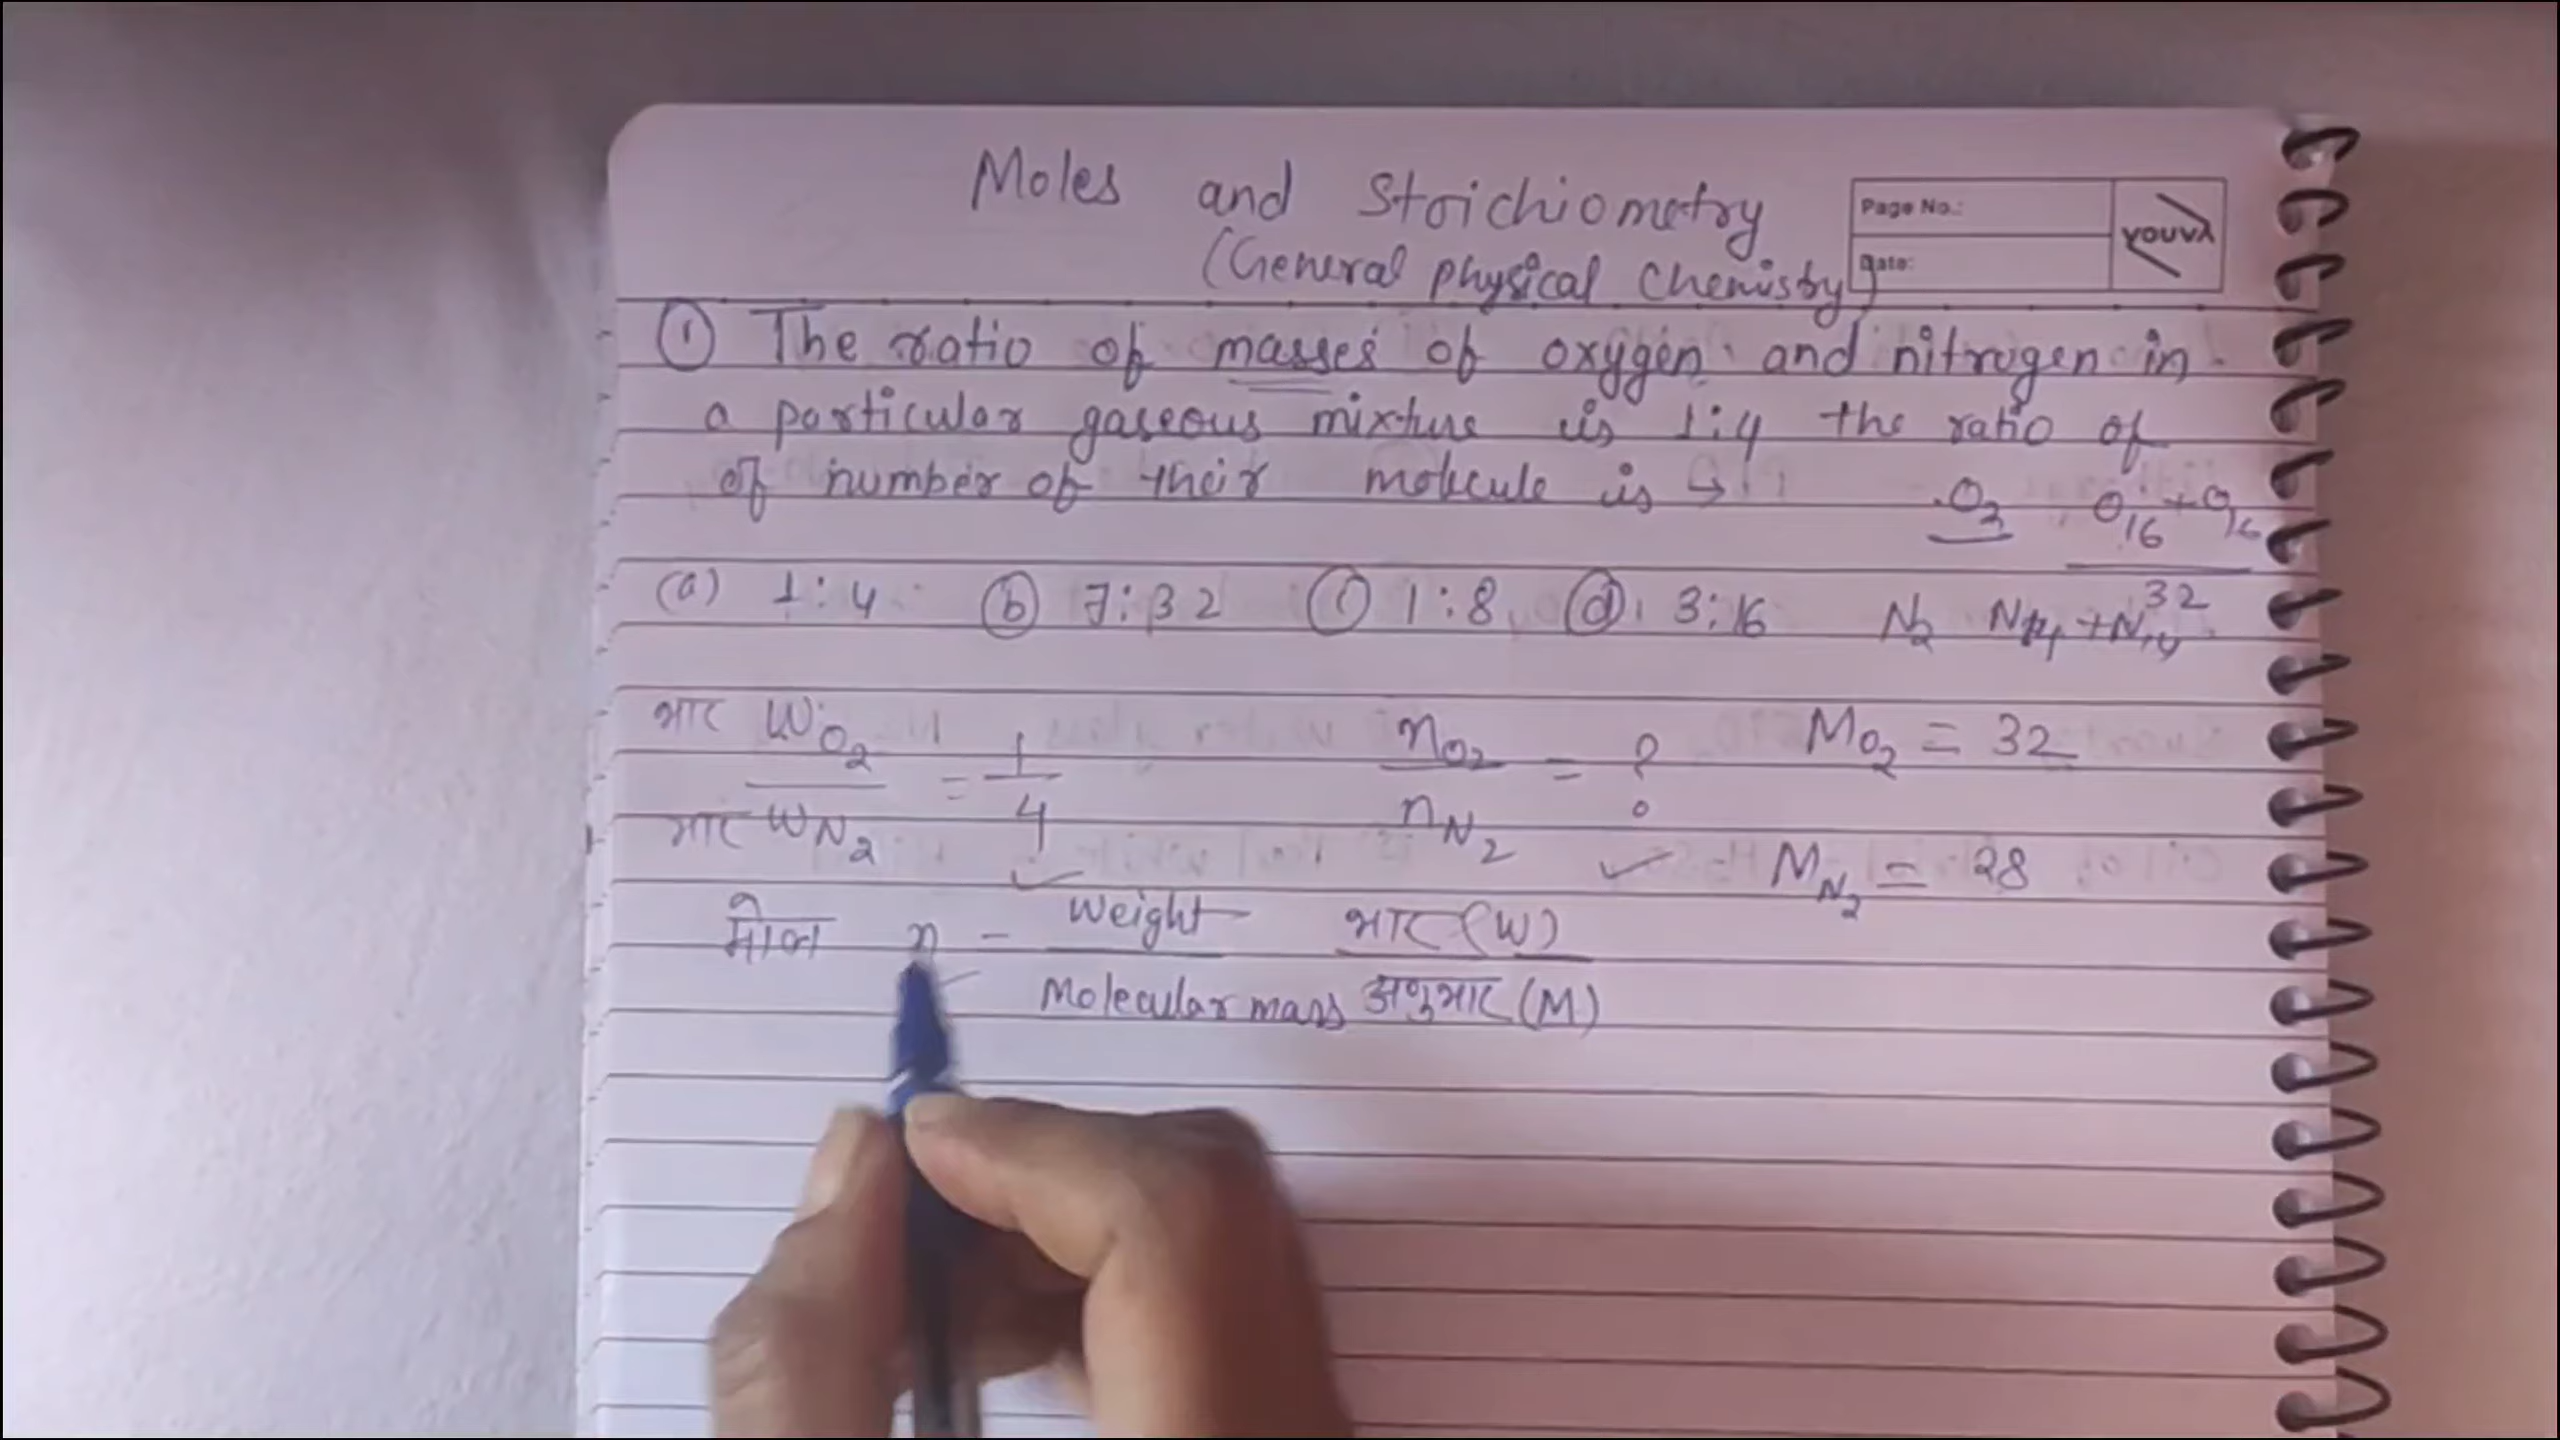 Moles and Stoichiometry
(General physical Chemistry)
Page No.:
Date:
youva
① The ratio of masses of oxygen and nitrogen in
a particular gaseous mixture is 1:4 the ratio of
of number of their molecule is →
O2 O16 + O16
32
(a) 1:4 (b) 7:32 (c) 1:8 (d) 3:16 N2 N14 + N14
भार WO2 = 1 nO2 = ? MO2 = 32
भार WN2 4 nN2 MN2 = 28
मोल n = Weight भार (W)
Molecular mass अणुभार (M)